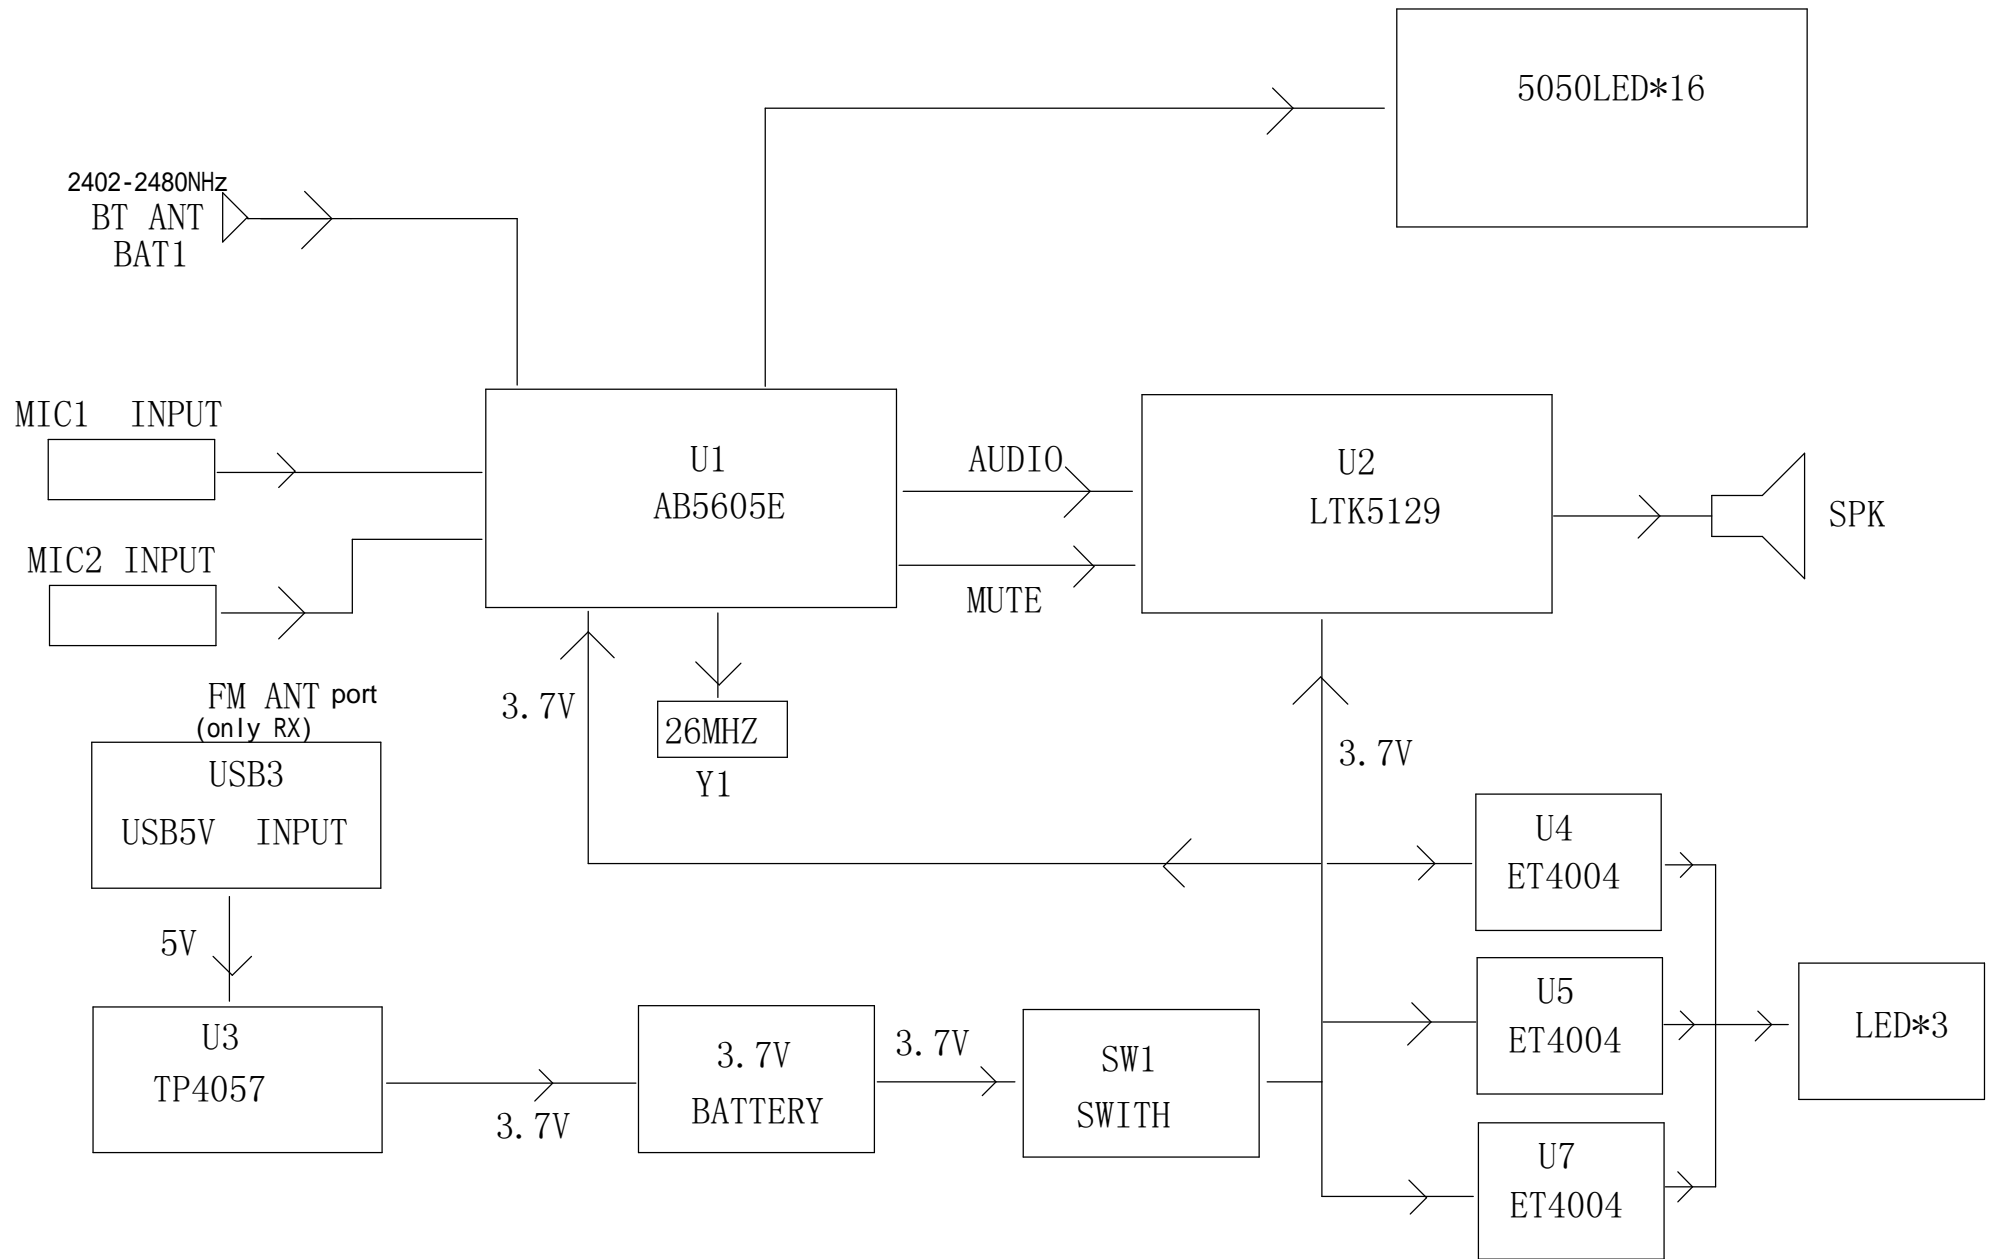 5050LED*16
2402-2480NHz
BT ANT
BAT1
MIC1 INPUT
U1
AB5605E
AUDIO
MUTE
U2
LTK5129
SPK
MIC2 INPUT
FM ANT port
(only RX)
USB3
USB5V INPUT
3.7V
26MHZ
Y1
3.7V
U4
ET4004
5V
U5
ET4004
LED*3
U3
TP4057
3.7V
3.7V
BATTERY
3.7V
SW1
SWITH
U7
ET4004